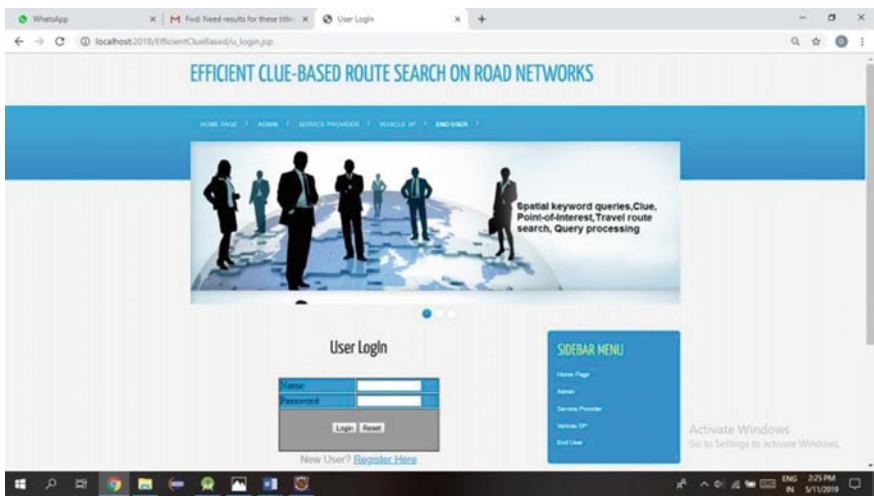 WhatsApp
Fwd: Need results for these title
User Login
localhost:2018/EfficientClueBased/u_login.jsp
EFFICIENT CLUE-BASED ROUTE SEARCH ON ROAD NETWORKS
HOME PAGE
ADMIN
SERVICE PROVIDER
VEHICLE SP
END USER
Spatial keyword queries,Clue,
Point-of-Interest,Travel route
search, Query processing
User LogIn
Name
Password
Login
Reset
New User? Register Here
SIDEBAR MENU
Home Page
Admin
Service Provider
Vehicle SP
End User
Activate Windows
Go to Settings to activate Windows.
ENG
IN
2:25 PM
5/11/2019